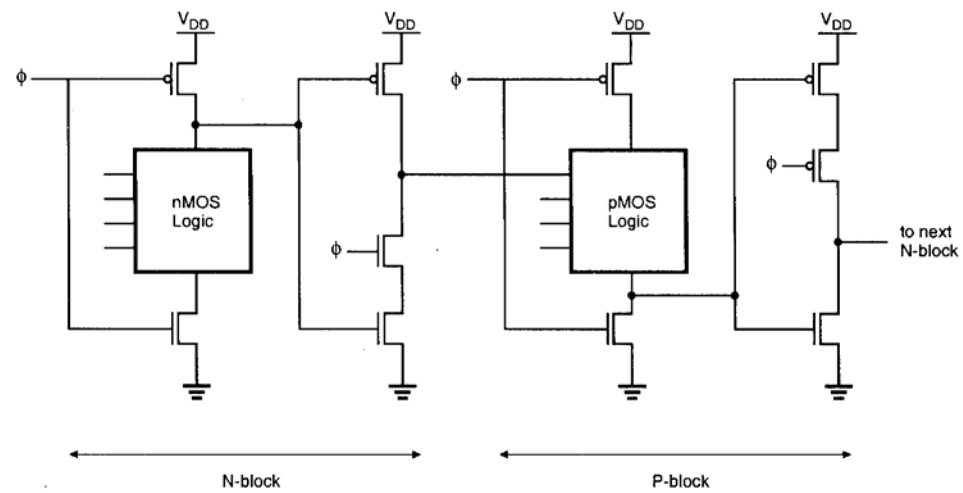 V_DD V_DD V_DD V_DD
ϕ ϕ
nMOS
Logic
ϕ
pMOS
Logic
ϕ
to next
N-block
N-block P-block